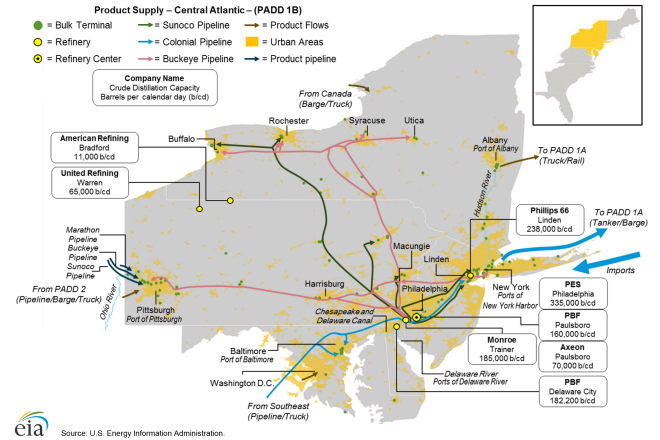 Product Supply – Central Atlantic – (PADD 1B)
= Bulk Terminal
= Sunoco Pipeline
= Product Flows
= Refinery
= Colonial Pipeline
= Urban Areas
= Refinery Center
= Buckeye Pipeline
= Product pipeline
Company Name
Crude Distillation Capacity
Barrels per calendar day (b/cd)
From Canada
(Barge/Truck)
Rochester
Syracuse
Utica
Buffalo
American Refining
Bradford
11,000 b/cd
Albany
Port of Albany
To PADD 1A
(Truck/Rail)
United Refining
Warren
65,000 b/cd
Hudson River
Phillips 66
Linden
238,000 b/cd
To PADD 1A
(Tanker/Barge)
Marathon
Pipeline
Buckeye
Pipeline
Sunoco
Pipeline
Macungie
Linden
Imports
From PADD 2
(Pipeline/Barge/Truck)
Ohio River
Pittsburgh
Port of Pittsburgh
Harrisburg
Philadelphia
New York
Ports of
New York Harbor
PES
Philadelphia
335,000 b/cd
Chesapeake and
Delaware Canal
PBF
Paulsboro
160,000 b/cd
Monroe
Trainer
185,000 b/cd
Axeon
Paulsboro
70,000 b/cd
Baltimore
Port of Baltimore
Washington D.C.
Delaware River
Ports of Delaware River
PBF
Delaware City
182,200 b/cd
From Southeast
(Pipeline/Truck)
eia
Source: U.S. Energy Information Administration.